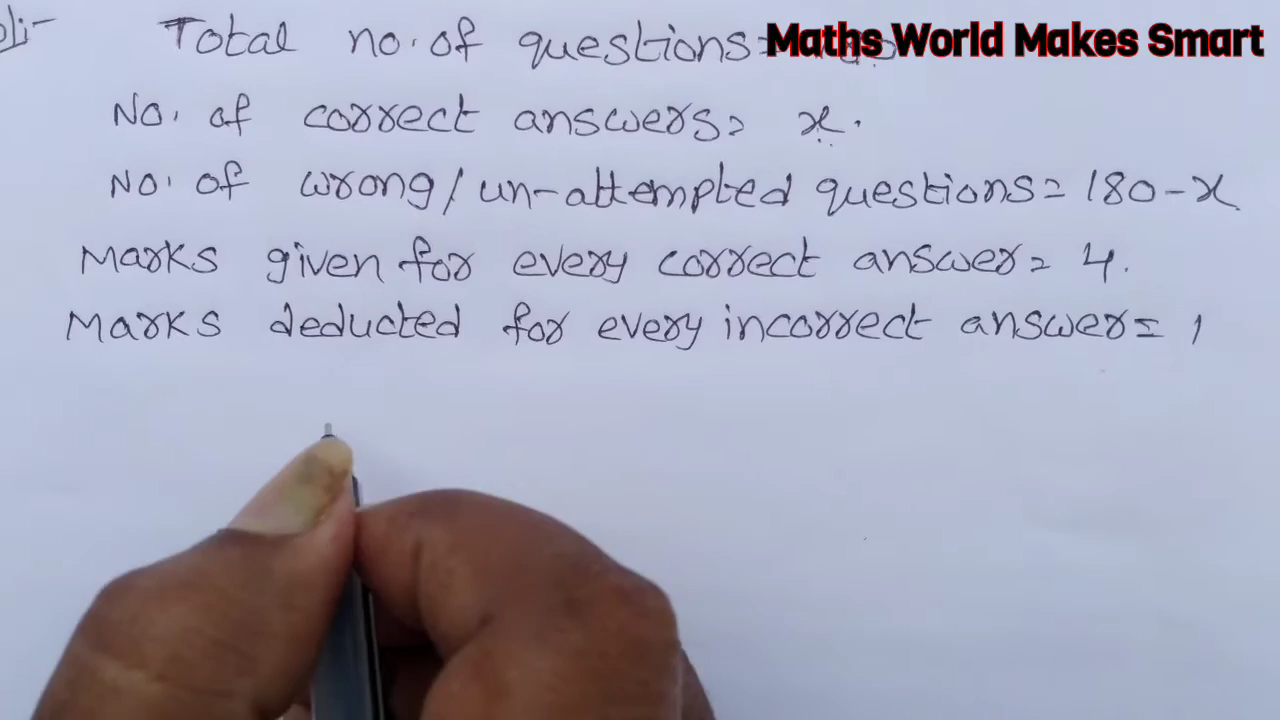 Soli- Total no. of questions=
Maths World Makes Smart
No. of correct answers= x.
No. of wrong/un-attempted questions=180-x
Marks given for every correct answer= 4.
Marks deducted for every incorrect answer= 1